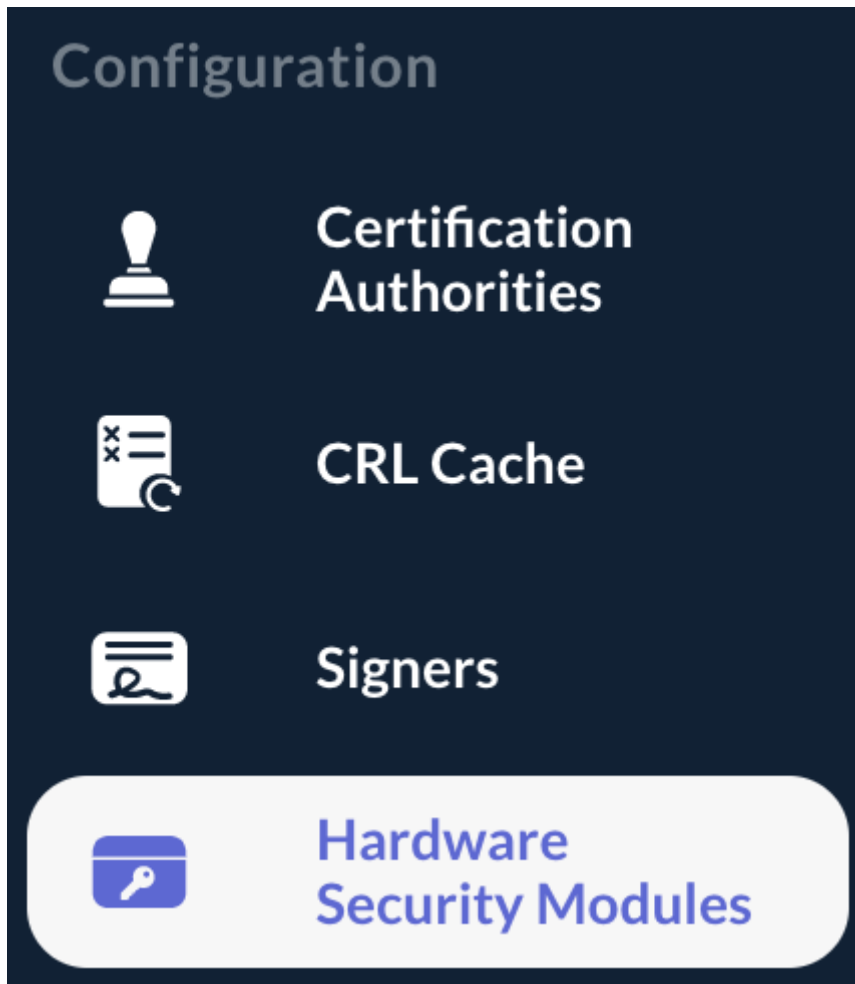 Configuration
Certification
Authorities
CRL Cache
Signers
Hardware
Security Modules